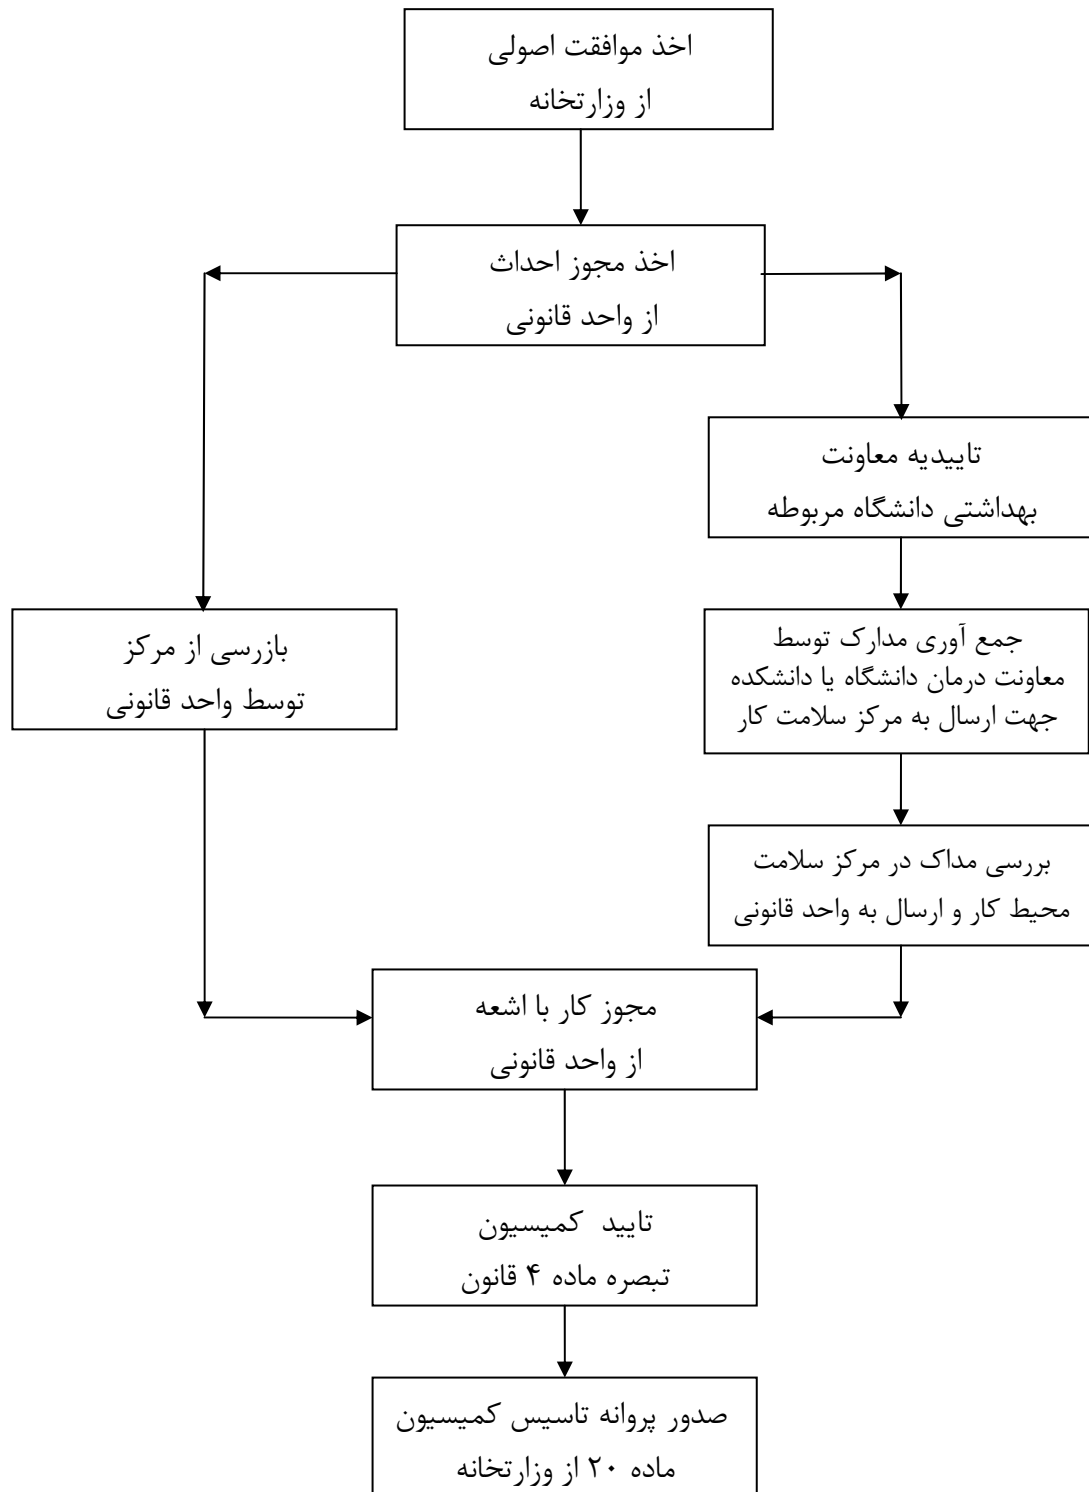 اخذ موافقت اصولی
از وزارتخانه
اخذ مجوز احداث
از واحد قانونی
تاییدیه معاونت
بهداشتی دانشگاه مربوطه
بازرسی از مرکز
توسط واحد قانونی
جمع آوری مدارک توسط
معاونت درمان دانشگاه یا دانشکده
جهت ارسال به مرکز سلامت کار
بررسی مداک در مرکز سلامت
محیط کار و ارسال به واحد قانونی
مجوز کار با اشعه
از واحد قانونی
تایید کمیسیون
تبصره ماده ۴ قانون
صدور پروانه تاسیس کمیسیون
ماده ۲۰ از وزارتخانه